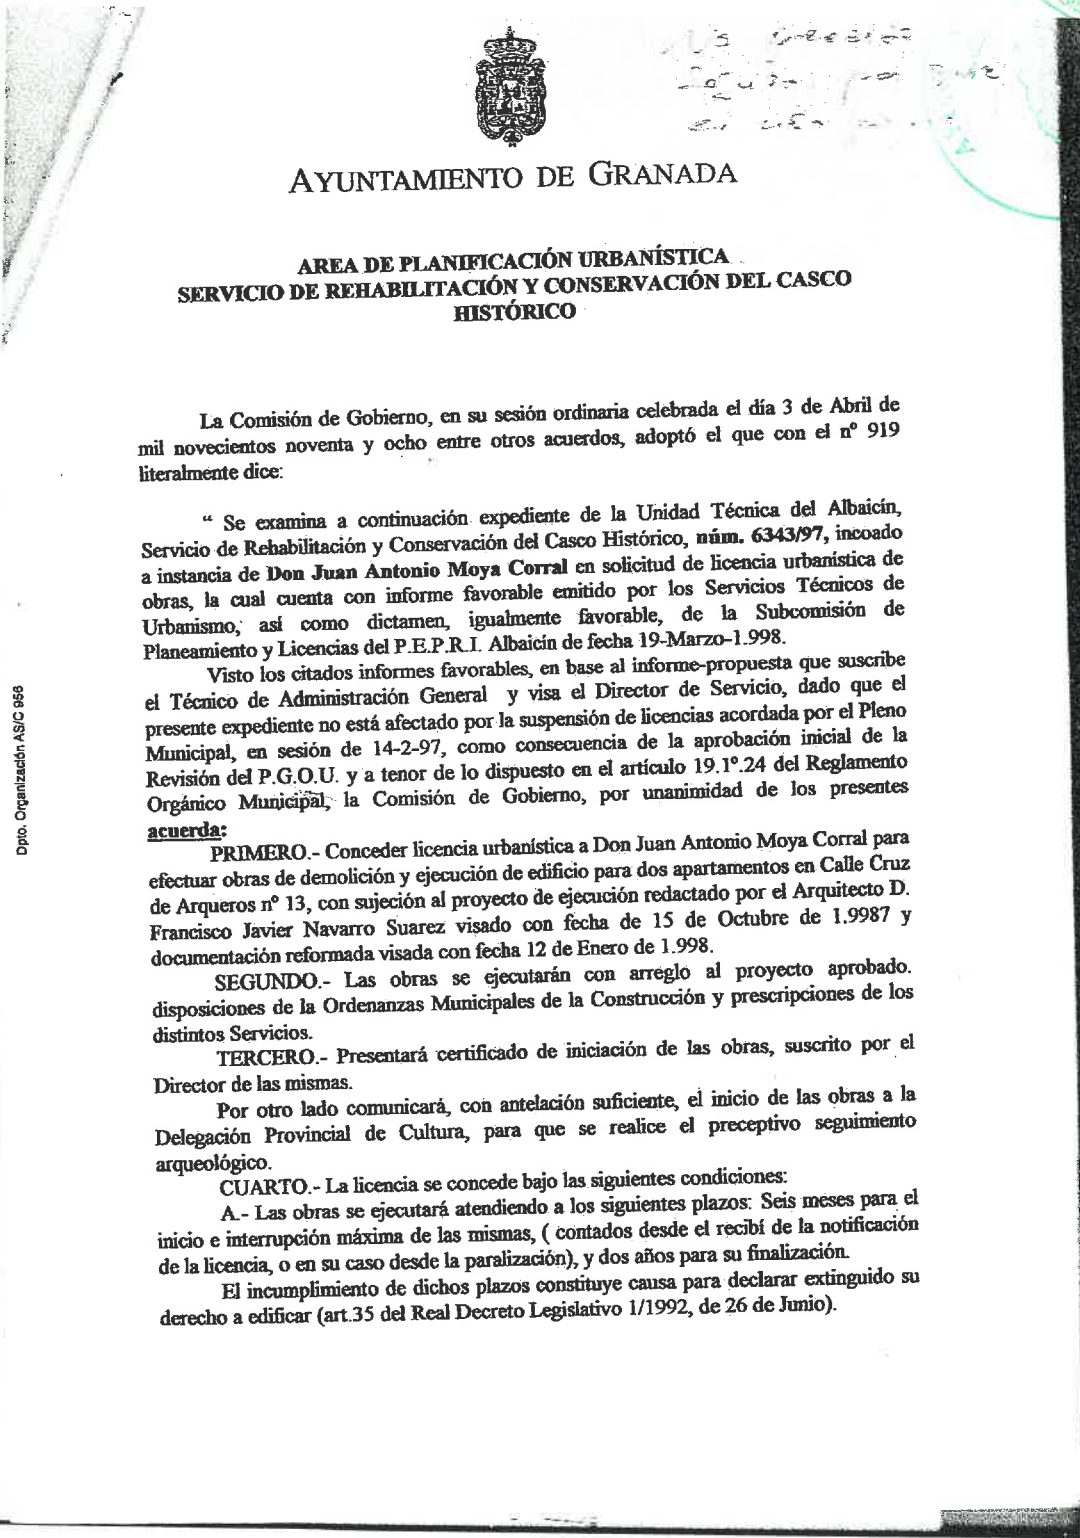 AYUNTAMIENTO DE GRANADA
AREA DE PLANIFICACIÓN URBANÍSTICA
SERVICIO DE REHABILITACIÓN Y CONSERVACIÓN DEL CASCO
HISTÓRICO
La Comisión de Gobierno, en su sesión ordinaria celebrada el día 3 de Abril de
mil novecientos noventa y ocho entre otros acuerdos, adoptó el que con el nº 919
literalmente dice:
“ Se examina a continuación expediente de la Unidad Técnica del Albaicín,
Servicio de Rehabilitación y Conservación del Casco Histórico, núm. 6343/97, incoado
a instancia de Don Juan Antonio Moya Corral en solicitud de licencia urbanística de
obras, la cual cuenta con informe favorable emitido por los Servicios Técnicos de
Urbanismo, así como dictamen, igualmente favorable, de la Subcomisión de
Planeamiento y Licencias del P.E.P.R.I. Albaicín de fecha 19-Marzo-1.998.
Visto los citados informes favorables, en base al informe-propuesta que suscribe
el Técnico de Administración General y visa el Director de Servicio, dado que el
presente expediente no está afectado por la suspensión de licencias acordada por el Pleno
Municipal, en sesión de 14-2-97, como consecuencia de la aprobación inicial de la
Revisión del P.G.O.U. y a tenor de lo dispuesto en el artículo 19.1º.24 del Reglamento
Orgánico Municipal, la Comisión de Gobierno, por unanimidad de los presentes
acuerda:
PRIMERO.- Conceder licencia urbanística a Don Juan Antonio Moya Corral para
efectuar obras de demolición y ejecución de edificio para dos apartamentos en Calle Cruz
de Arqueros nº 13, con sujeción al proyecto de ejecución redactado por el Arquitecto D.
Francisco Javier Navarro Suarez visado con fecha de 15 de Octubre de 1.9987 y
documentación reformada visada con fecha 12 de Enero de 1.998.
SEGUNDO.- Las obras se ejecutarán con arreglo al proyecto aprobado.
disposiciones de la Ordenanzas Municipales de la Construcción y prescripciones de los
distintos Servicios.
TERCERO.- Presentará certificado de iniciación de las obras, suscrito por el
Director de las mismas.
Por otro lado comunicará, con antelación suficiente, el inicio de las obras a la
Delegación Provincial de Cultura, para que se realice el preceptivo seguimiento
arqueológico.
CUARTO.- La licencia se concede bajo las siguientes condiciones:
A.- Las obras se ejecutará atendiendo a los siguientes plazos: Seis meses para el
inicio e interrupción máxima de las mismas, ( contados desde el recibí de la notificación
de la licencia, o en su caso desde la paralización), y dos años para su finalización.
El incumplimiento de dichos plazos constituye causa para declarar extinguido su
derecho a edificar (art.35 del Real Decreto Legislativo 1/1992, de 26 de Junio).
Dpto. Organización AS/C 956